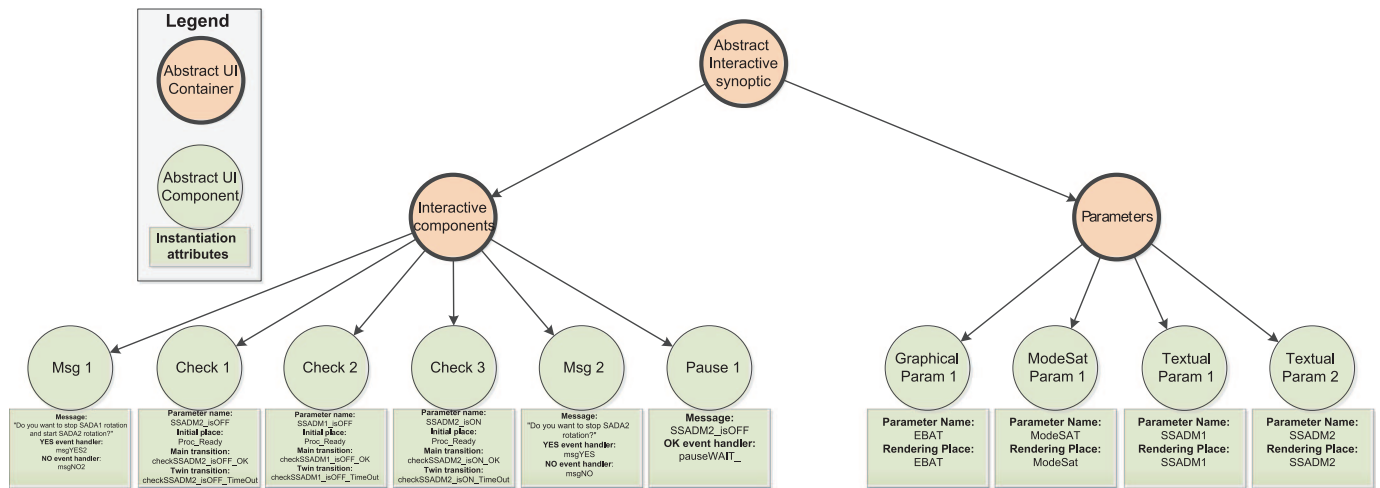 Legend
Abstract UI
Container
Abstract UI
Component
Instantiation
attributes
Abstract
Interactive
synoptic
Interactive
components
Parameters
Msg 1
Check 1
Check 2
Check 3
Msg 2
Pause 1
Graphical
Param 1
ModeSat
Param 1
Textual
Param 1
Textual
Param 2
Message:
"Do you want to stop SADA1 rotation
and start SADA2 rotation?"
YES event handler:
msgYES2
NO event handler:
msgNO2
Parameter name:
SSADM2_isOFF
Initial place:
Proc_Ready
Main transition:
checkSSADM2_isOFF_OK
Twin transition:
checkSSADM2_isOFF_TimeOut
Parameter name:
SSADM1_isOFF
Initial place:
Proc_Ready
Main transition:
checkSSADM1_isOFF_OK
Twin transition:
checkSSADM1_isOFF_TimeOut
Parameter name:
SSADM2_isON
Initial place:
Proc_Ready
Main transition:
checkSSADM2_isON_OK
Twin transition:
checkSSADM2_isON_TimeOut
Message:
"Do you want to stop SADA2
rotation?"
YES event handler:
msgYES
NO event handler:
msgNO
Message:
SSADM2_isOFF
OK event handler:
pauseWAIT_
Parameter Name:
EBAT
Rendering Place:
EBAT
Parameter Name:
ModeSAT
Rendering Place:
ModeSat
Parameter Name:
SSADM1
Rendering Place:
SSADM1
Parameter Name:
SSADM2
Rendering Place:
SSADM2